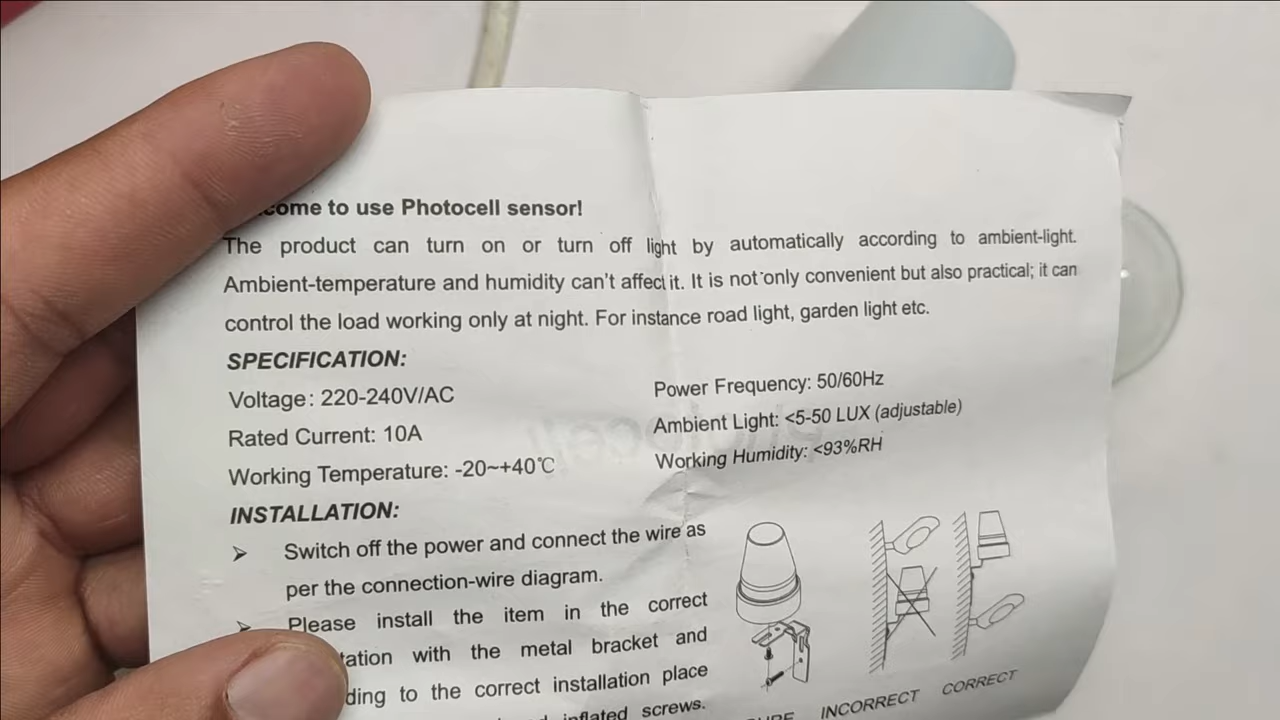 come to use Photocell sensor!
The product can turn on or turn off light by automatically according to ambient-light.
Ambient-temperature and humidity can't affect it. It is not only convenient but also practical; it can
control the load working only at night. For instance road light, garden light etc.
SPECIFICATION:
Voltage: 220-240V/AC
Power Frequency: 50/60Hz
Rated Current: 10A
Ambient Light: <5-50 LUX (adjustable)
Working Temperature: -20~+40℃
Working Humidity: <93%RH
INSTALLATION:
➢ Switch off the power and connect the wire as
per the connection-wire diagram.
➢ Please install the item in the correct
tation with the metal bracket and
ding to the correct installation place
inflated screws.
INCORRECT CORRECT